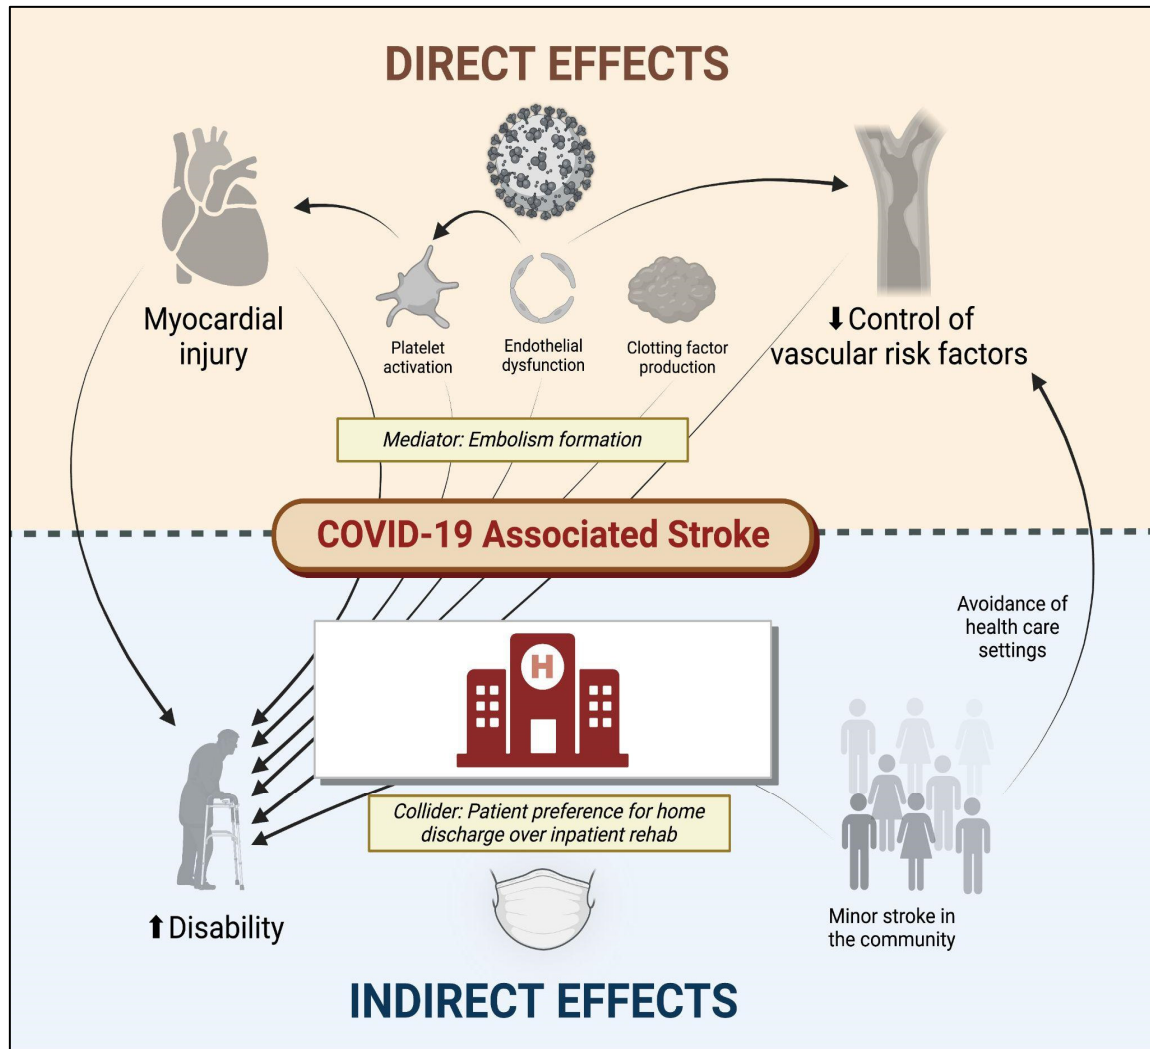 DIRECT EFFECTS
Myocardial
injury
Platelet
activation
Endothelial
dysfunction
Clotting factor
production
⬇Control of
vascular risk factors
Mediator: Embolism formation
COVID-19 Associated Stroke
Avoidance of
health care
settings
H
Collider: Patient preference for home
discharge over inpatient rehab
⬆Disability
Minor stroke in
the community
INDIRECT EFFECTS